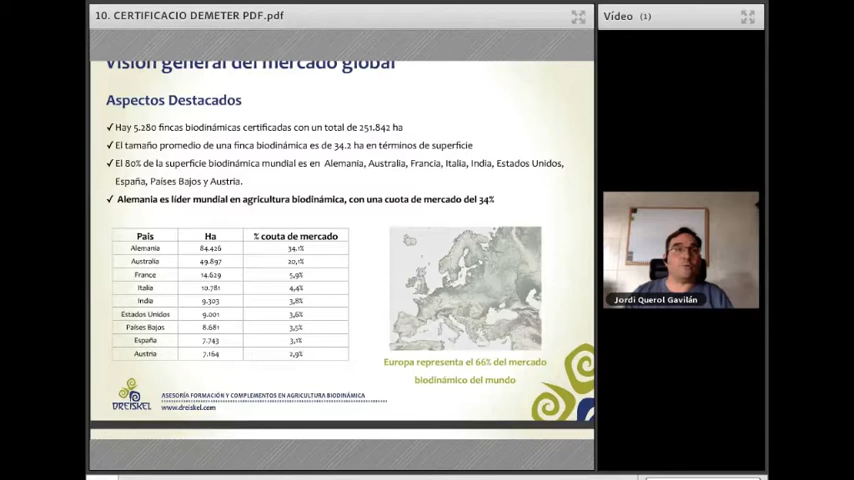 10. CERTIFICACIO DEMETER PDF.pdf
Vídeo (1)
Visión general del mercado global
Aspectos Destacados
✓Hay 5.280 fincas biodinámicas certificadas con un total de 251.842 ha
✓El tamaño promedio de una finca biodinámica es de 34.2 ha en términos de superficie
✓El 80% de la superficie biodinámica mundial es en Alemania, Australia, Francia, Italia, India, Estados Unidos,
España, Países Bajos y Austria.
✓ Alemania es líder mundial en agricultura biodinámica, con una cuota de mercado del 34%
País Ha % couta de mercado
Alemania 84.426 34,1%
Australia 49.897 20,1%
France 14.629 5,9%
Italia 10.781 4,4%
India 9.303 3,8%
Estados Unidos 9.001 3,6%
Países Bajos 8.681 3,5%
España 7.743 3,1%
Austria 7.164 2,9%
Europa representa el 66% del mercado
biodinámico del mundo
Jordi Querol Gavilán
DREISKEL
ASESORÍA FORMACIÓN Y COMPLEMENTOS EN AGRICULTURA BIODINÁMICA
www.dreiskel.com